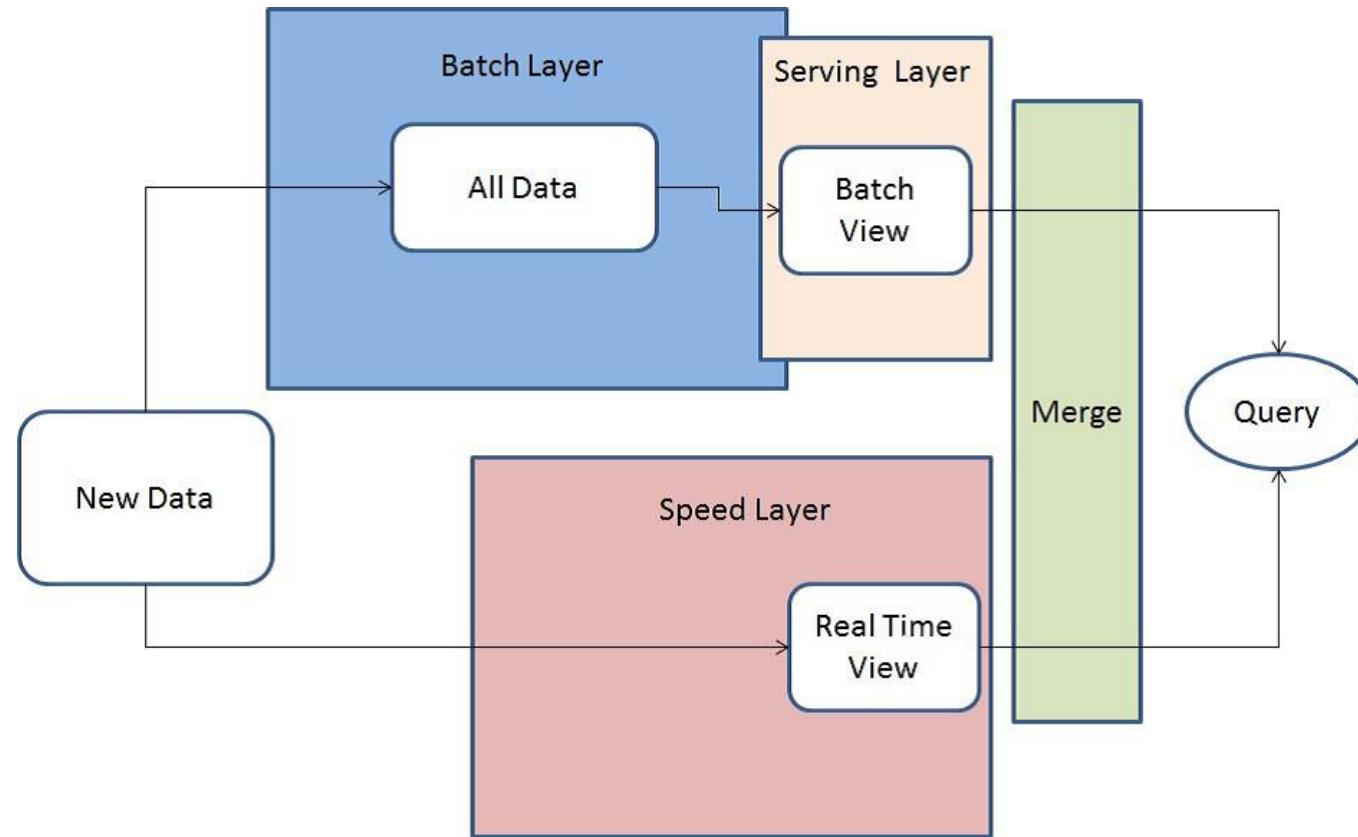 Batch Layer
Serving Layer
All Data
Batch
View
Merge
Query
New Data
Speed Layer
Real Time
View